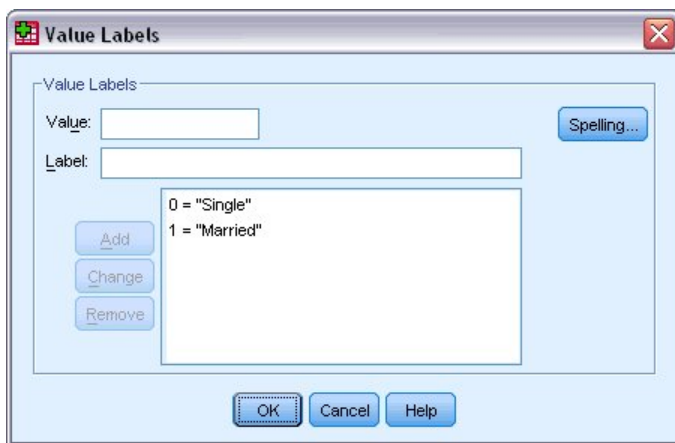 Value Labels
Value Labels
Value:
Spelling...
Label:
0 = "Single"
1 = "Married"
Add
Change
Remove
OK Cancel Help